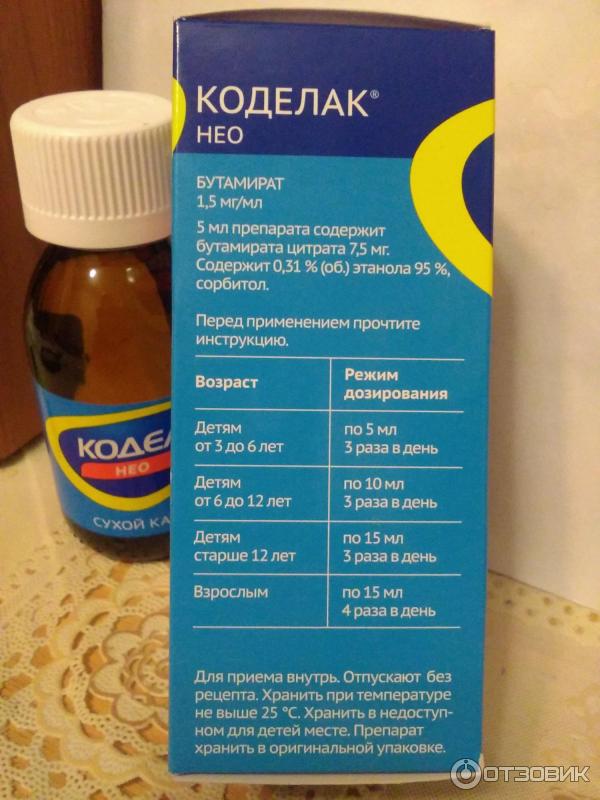 КОДЕЛАК®
НЕО
БУТАМИРАТ
1,5 мг/мл
5 мл препарата содержит
бутамирата цитрата 7,5 мг.
Содержит 0,31 % (об.) этанола 95 %,
сорбитол.
Перед применением прочтите
инструкцию.
Возраст
Режим
дозирования
Детям
от 3 до 6 лет
по 5 мл
3 раза в день
Детям
от 6 до 12 лет
по 10 мл
3 раза в день
Детям
старше 12 лет
по 15 мл
3 раза в день
Взрослым
по 15 мл
4 раза в день
Для приема внутрь. Отпускают без
рецепта. Хранить при температуре
не выше 25 °С. Хранить в недоступ-
ном для детей месте. Препарат
хранить в оригинальной упаковке.
КОДЕЛ
НЕО
СУХОЙ КА
ОТЗОВИК